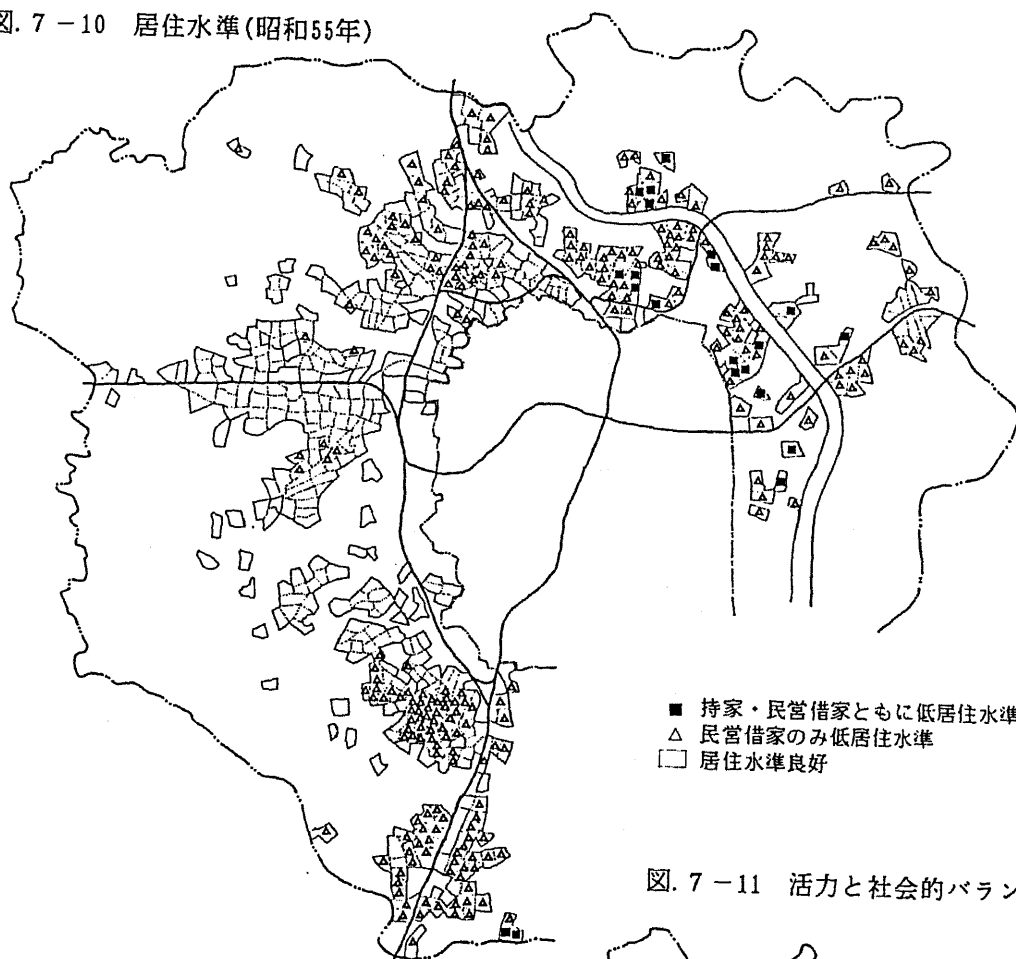 図. 7-10 居住水準(昭和55年)
■ 持家・民営借家ともに低居住水準
△ 民営借家のみ低居住水準
居住水準良好
図. 7-11 活力と社会的バラン